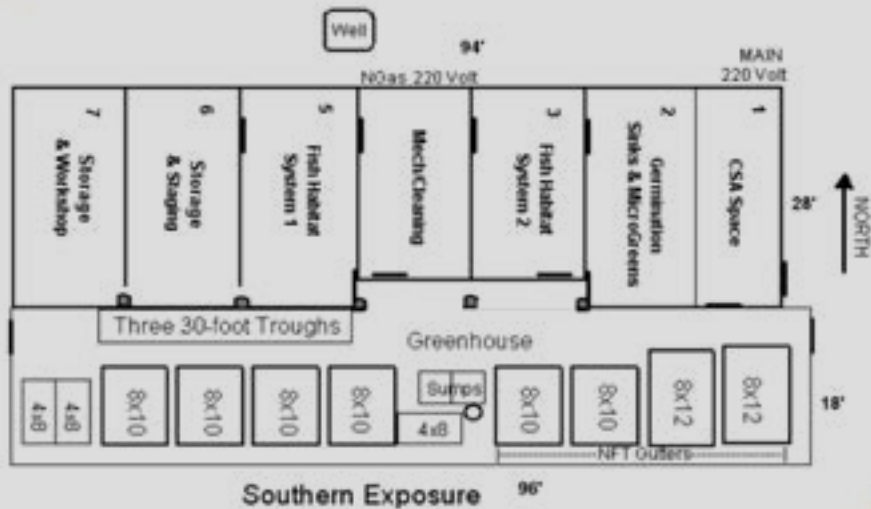 Well
94'
MAIN
220 Volt
NGas 220 Volt
7
Storage
& Workshop
6
Storage
& Staging
5
Fish Habitat
System 1
Mech/Cleaning
3
Fish Habitat
System 2
2
Germination
Sinks & MicroGreens
1
CSA Space
28'
NORTH
Three 30-foot Troughs
Greenhouse
4x8
4x8
8x10
8x10
8x10
8x10
Sumps
4x8
8x10
8x10
8x12
8x12
18'
NFT Gutters
Southern Exposure
96'